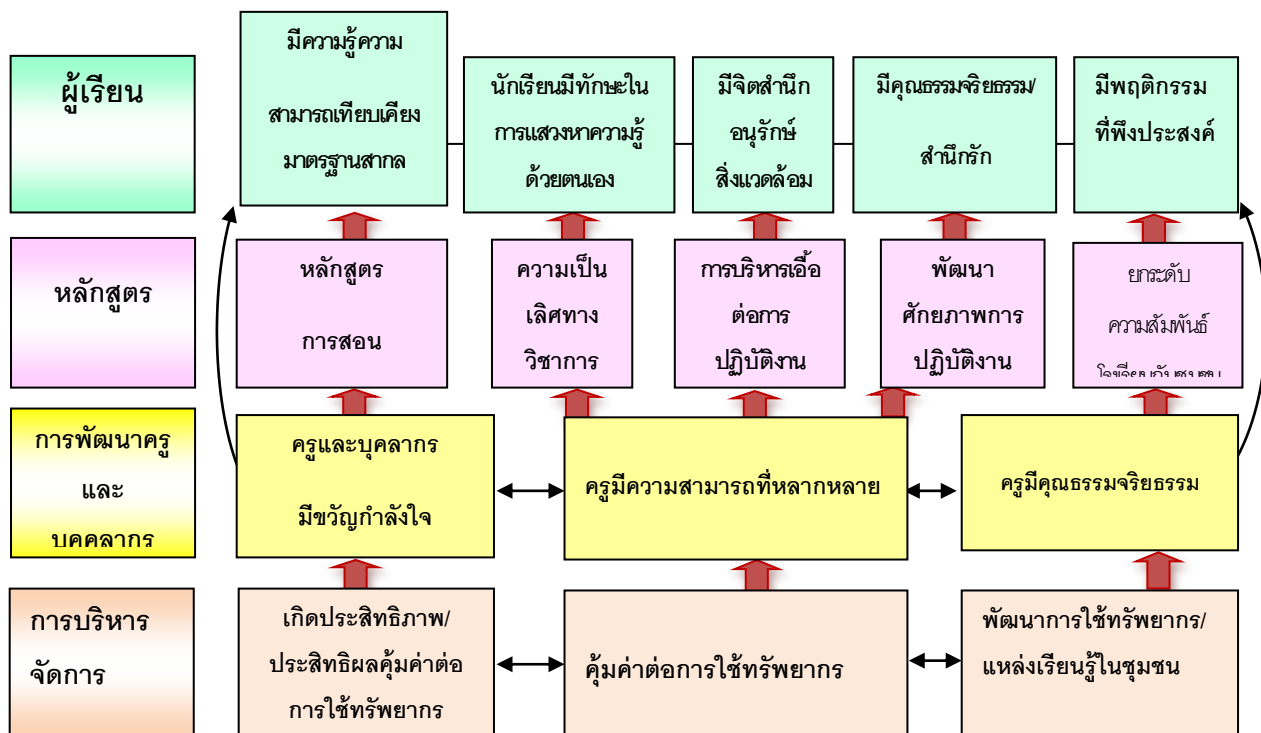 ผู้เรียน
มีความรู้ความ
สามารถเทียบเคียง
มาตรฐานสากล
นักเรียนมีทักษะใน
การแสวงหาความรู้
ด้วยตนเอง
มีจิตสำนึก
อนุรักษ์
สิ่งแวดล้อม
มีคุณธรรมจริยธรรม/
สำนึกรัก
มีพฤติกรรม
ที่พึงประสงค์
หลักสูตร
หลักสูตร
การสอน
ความเป็น
เลิศทาง
วิชาการ
การบริหารเอื้อ
ต่อการ
ปฏิบัติงาน
พัฒนา
ศักยภาพการ
ปฏิบัติงาน
ยกระดับ
ความสัมพันธ์
การพัฒนาครู
และ
บุคคลากร
ครูและบุคลากร
มีขวัญกำลังใจ
ครูมีความสามารถที่หลากหลาย
ครูมีคุณธรรมจริยธรรม
การบริหาร
จัดการ
เกิดประสิทธิภาพ/
ประสิทธิผลคุ้มค่าต่อ
การใช้ทรัพยากร
คุ้มค่าต่อการใช้ทรัพยากร
พัฒนาการใช้ทรัพยากร/
แหล่งเรียนรู้ในชุมชน